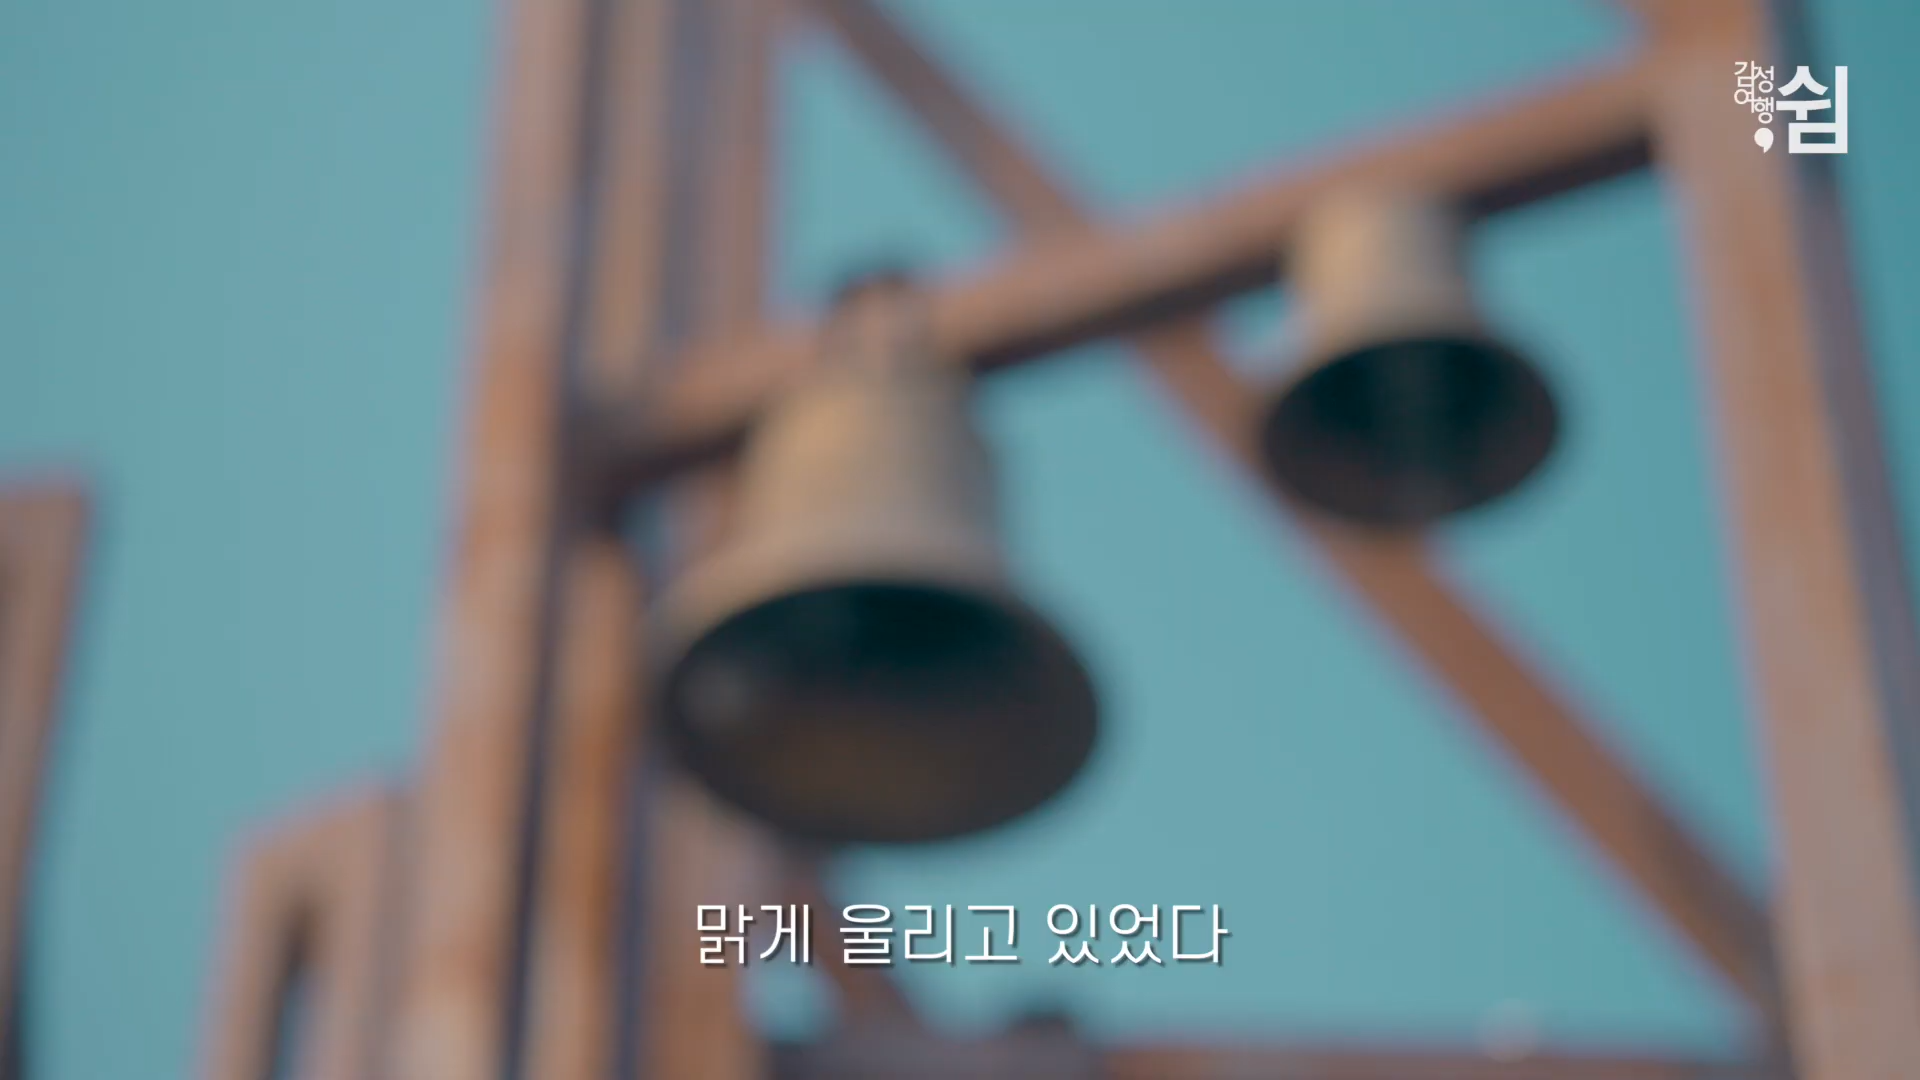 감성
여행
,쉼
맑게 울리고 있었다